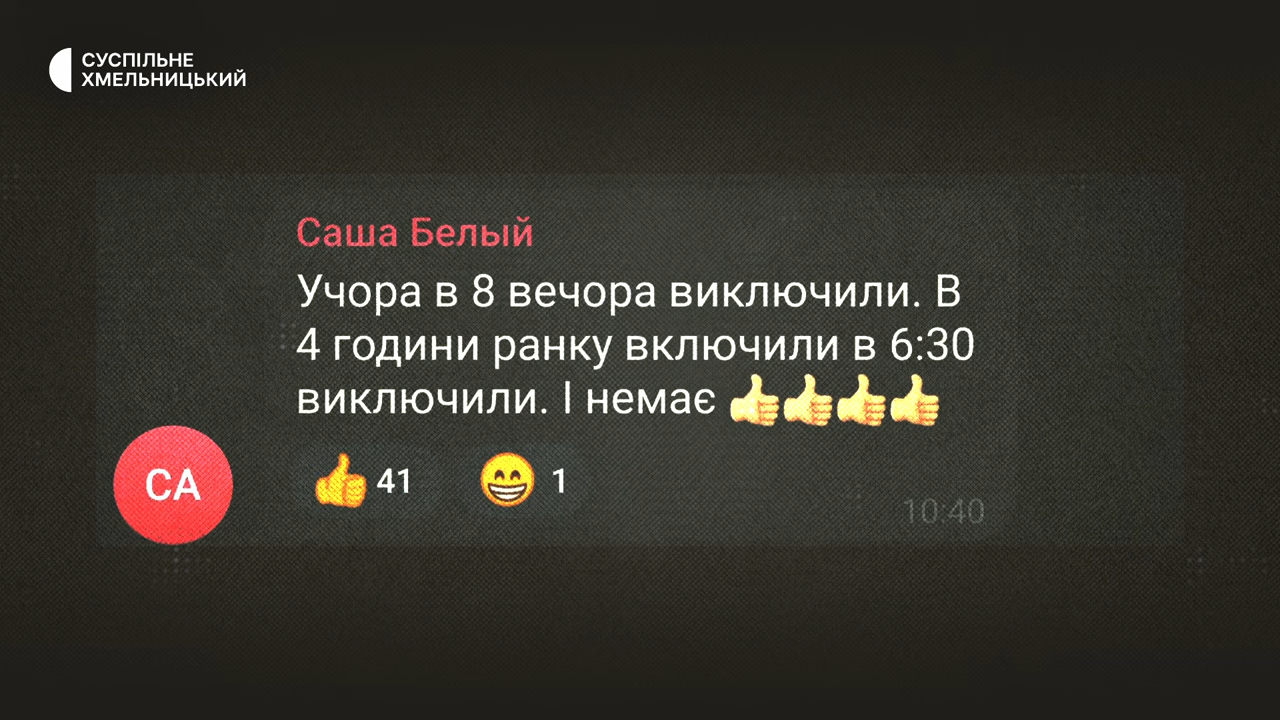 СУСПІЛЬНЕ
ХМЕЛЬНИЦЬКИЙ
Саша Белый
Учора в 8 вечора виключили. В
4 години ранку включили в 6:30
виключили. І немає 👍👍👍👍
СА
👍 41 😁 1
10:40